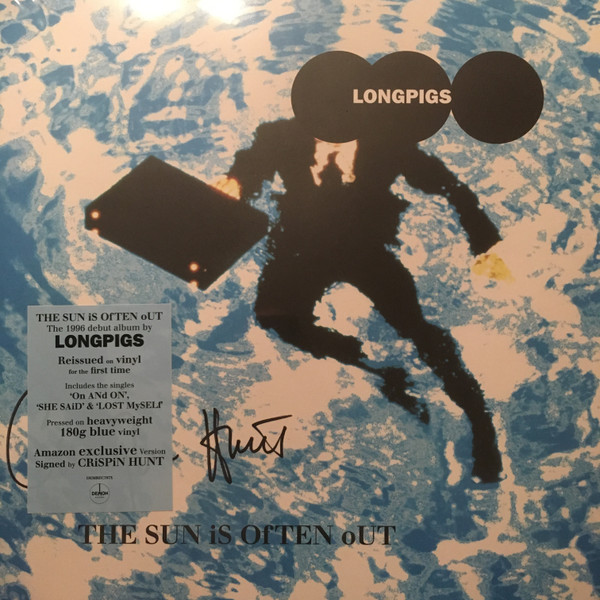 LONGPIGS
THE SUN iS OfTEN oUT
The 1996 debut album by
LONGPIGS
Reissued on vinyl
for the first time
Includes the singles
'On ANd ON',
'SHE SAiD' & 'LOST MySELf'
Pressed on heavyweight
180g blue vinyl
Amazon exclusive Version
Signed by CRiSPiN HUNT
DEMON
Hunt
THE SUN iS OfTEN oUT